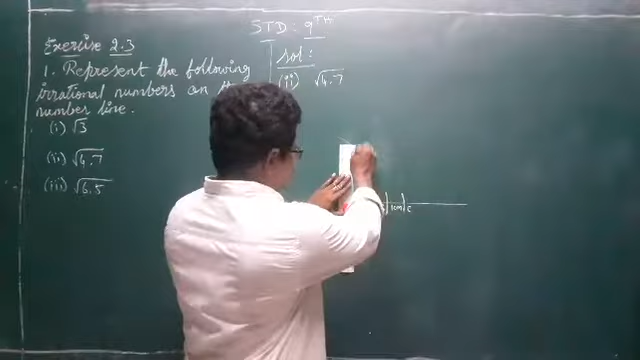 STD: 9TH
Exercise 2.3
1. Represent the following
irrational numbers on
number line.
(i) √3
(ii) √4.7
(iii) √6.5
Sol:
(ii) √4.7
1cm C